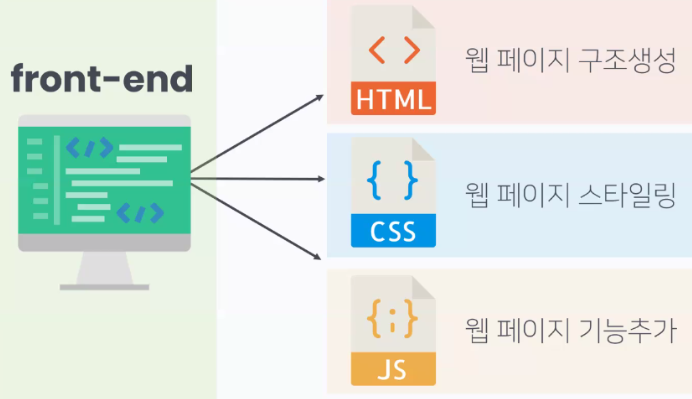 front-end
</>
</>
< >
HTML
웹 페이지 구조생성
{ }
CSS
웹 페이지 스타일링
{;}
JS
웹 페이지 기능추가